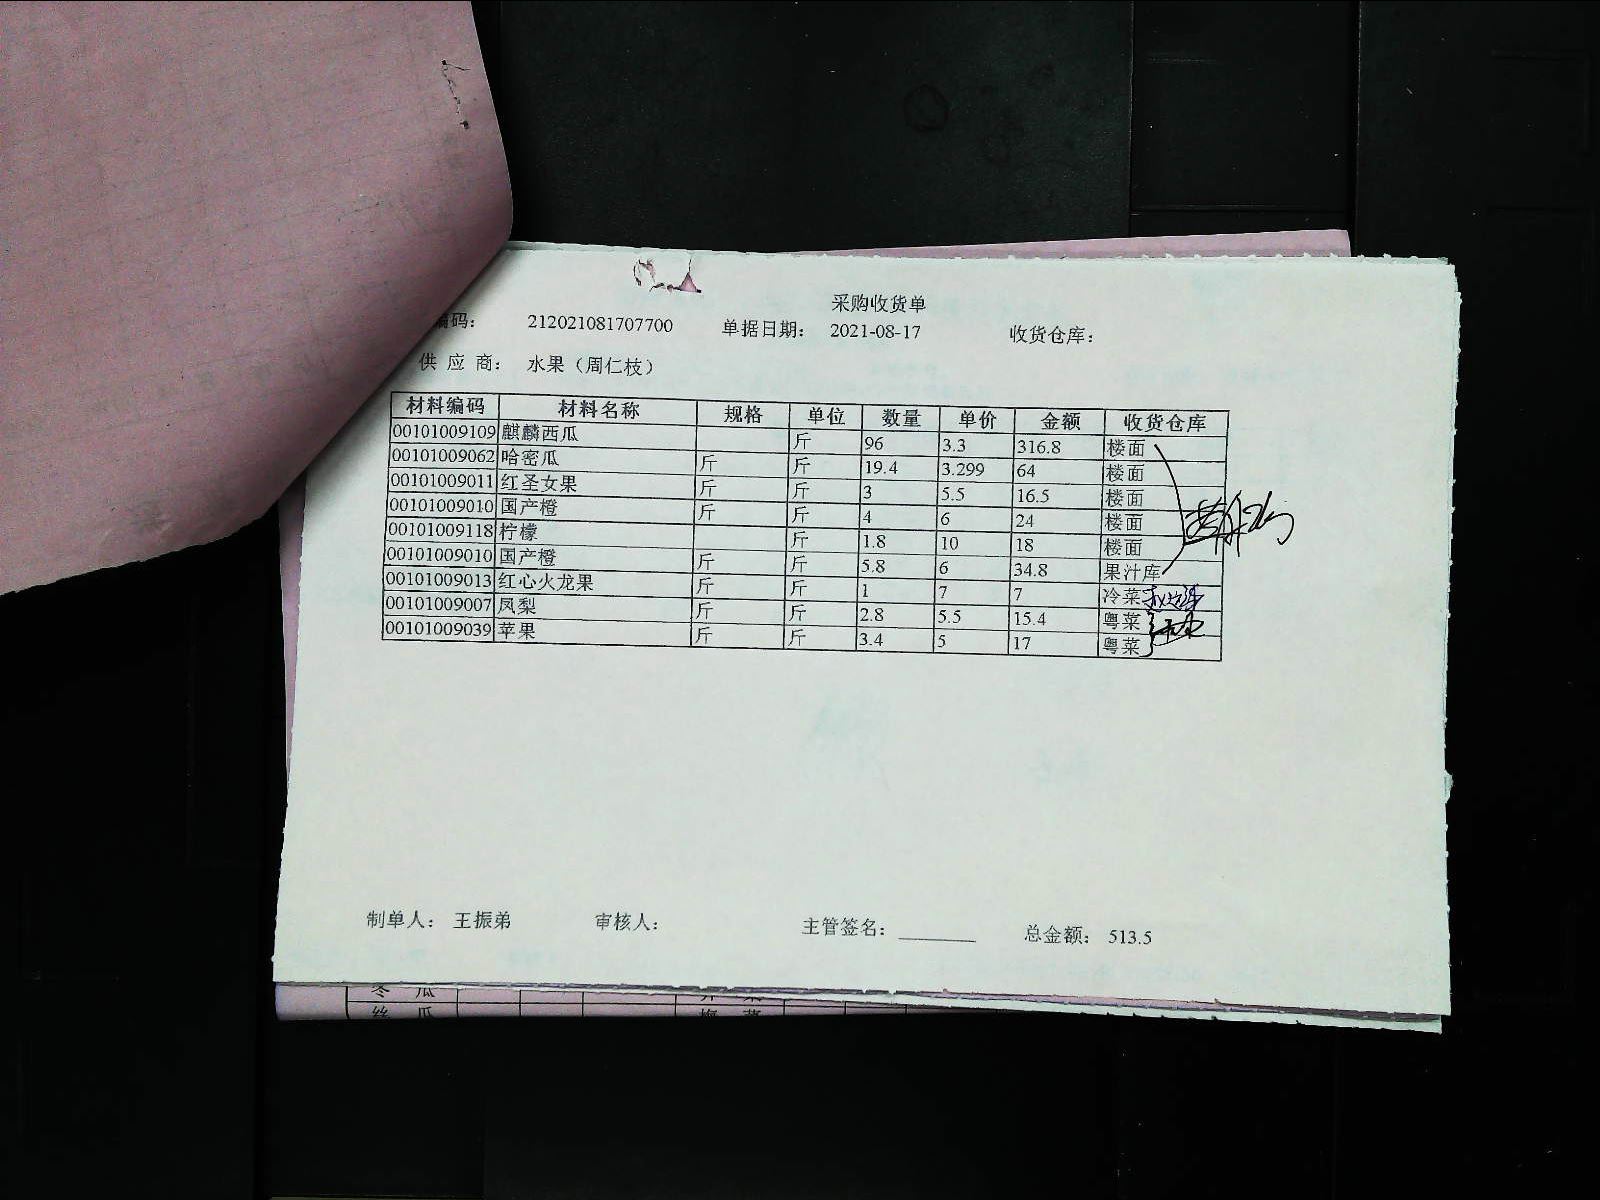 采购收货单
编码： 212021081707700 单据日期： 2021-08-17 收货仓库：
供 应 商： 水果（周仁枝）
材料编码 材料名称 规格 单位 数量 单价 金额 收货仓库
00101009109 麒麟西瓜 斤 96 3.3 316.8 楼面
00101009062 哈密瓜 斤 斤 19.4 3.299 64 楼面
00101009011 红圣女果 斤 斤 3 5.5 16.5 楼面
00101009010 国产橙 斤 斤 4 6 24 楼面
00101009118 柠檬 斤 1.8 10 18 楼面
00101009010 国产橙 斤 斤 5.8 6 34.8 果汁库
00101009013 红心火龙果 斤 斤 1 7 7 冷菜
00101009007 凤梨 斤 斤 2.8 5.5 15.4 粤菜
00101009039 苹果 斤 斤 3.4 5 17 粤菜
制单人： 王振弟 审核人： 主管签名： 总金额： 513.5
冬 瓜
丝 瓜